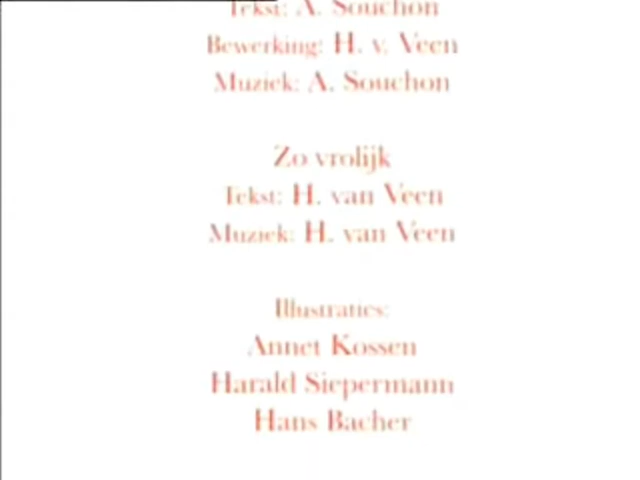 Tekst: A. Souchon
Bewerking: H. v. Veen
Muziek: A. Souchon
Zo vrolijk
Tekst: H. van Veen
Muziek: H. van Veen
Illustraties:
Annet Kossen
Harald Siepermann
Hans Bacher